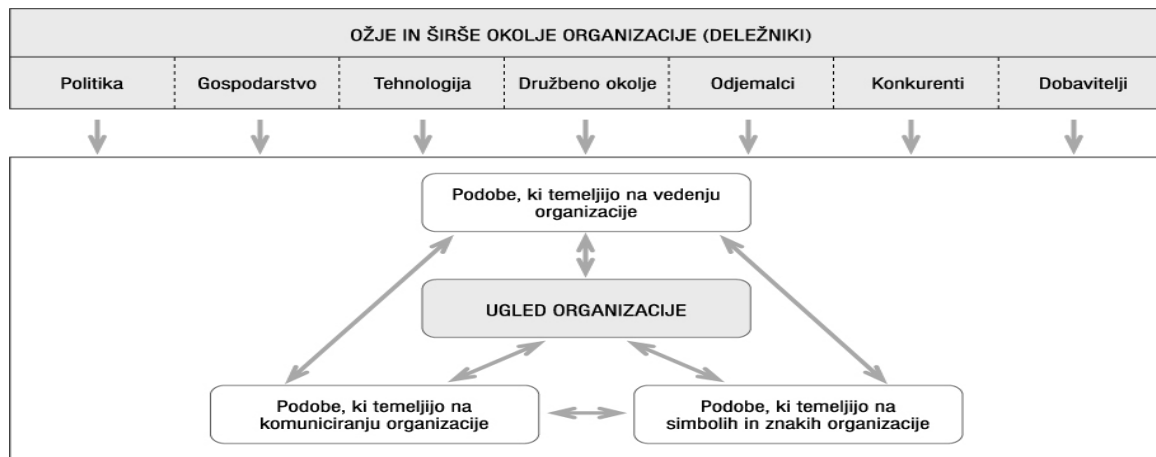 OŽJE IN ŠIRŠE OKOLJE ORGANIZACIJE (DELEŽNIKI)
Politika
Gospodarstvo
Tehnologija
Družbeno okolje
Odjemalci
Konkurenti
Dobavitelji
Podobe, ki temeljijo na vedenju
organizacije
UGLED ORGANIZACIJE
Podobe, ki temeljijo na
komuniciranju organizacije
Podobe, ki temeljijo na
simbolih in znakih organizacije